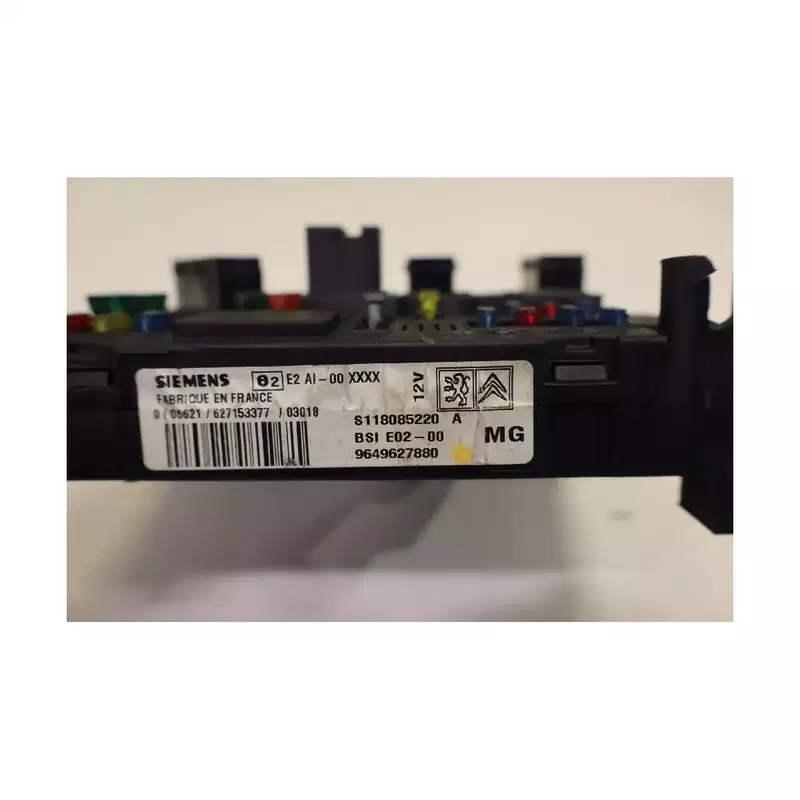 SIEMENS e2 E2 AI-00 XXXX
FABRIQUE EN FRANCE
0 / 06621 / 627153377 / 03018
12V
S118085220 A
BSI E02-00
9649627880
MG